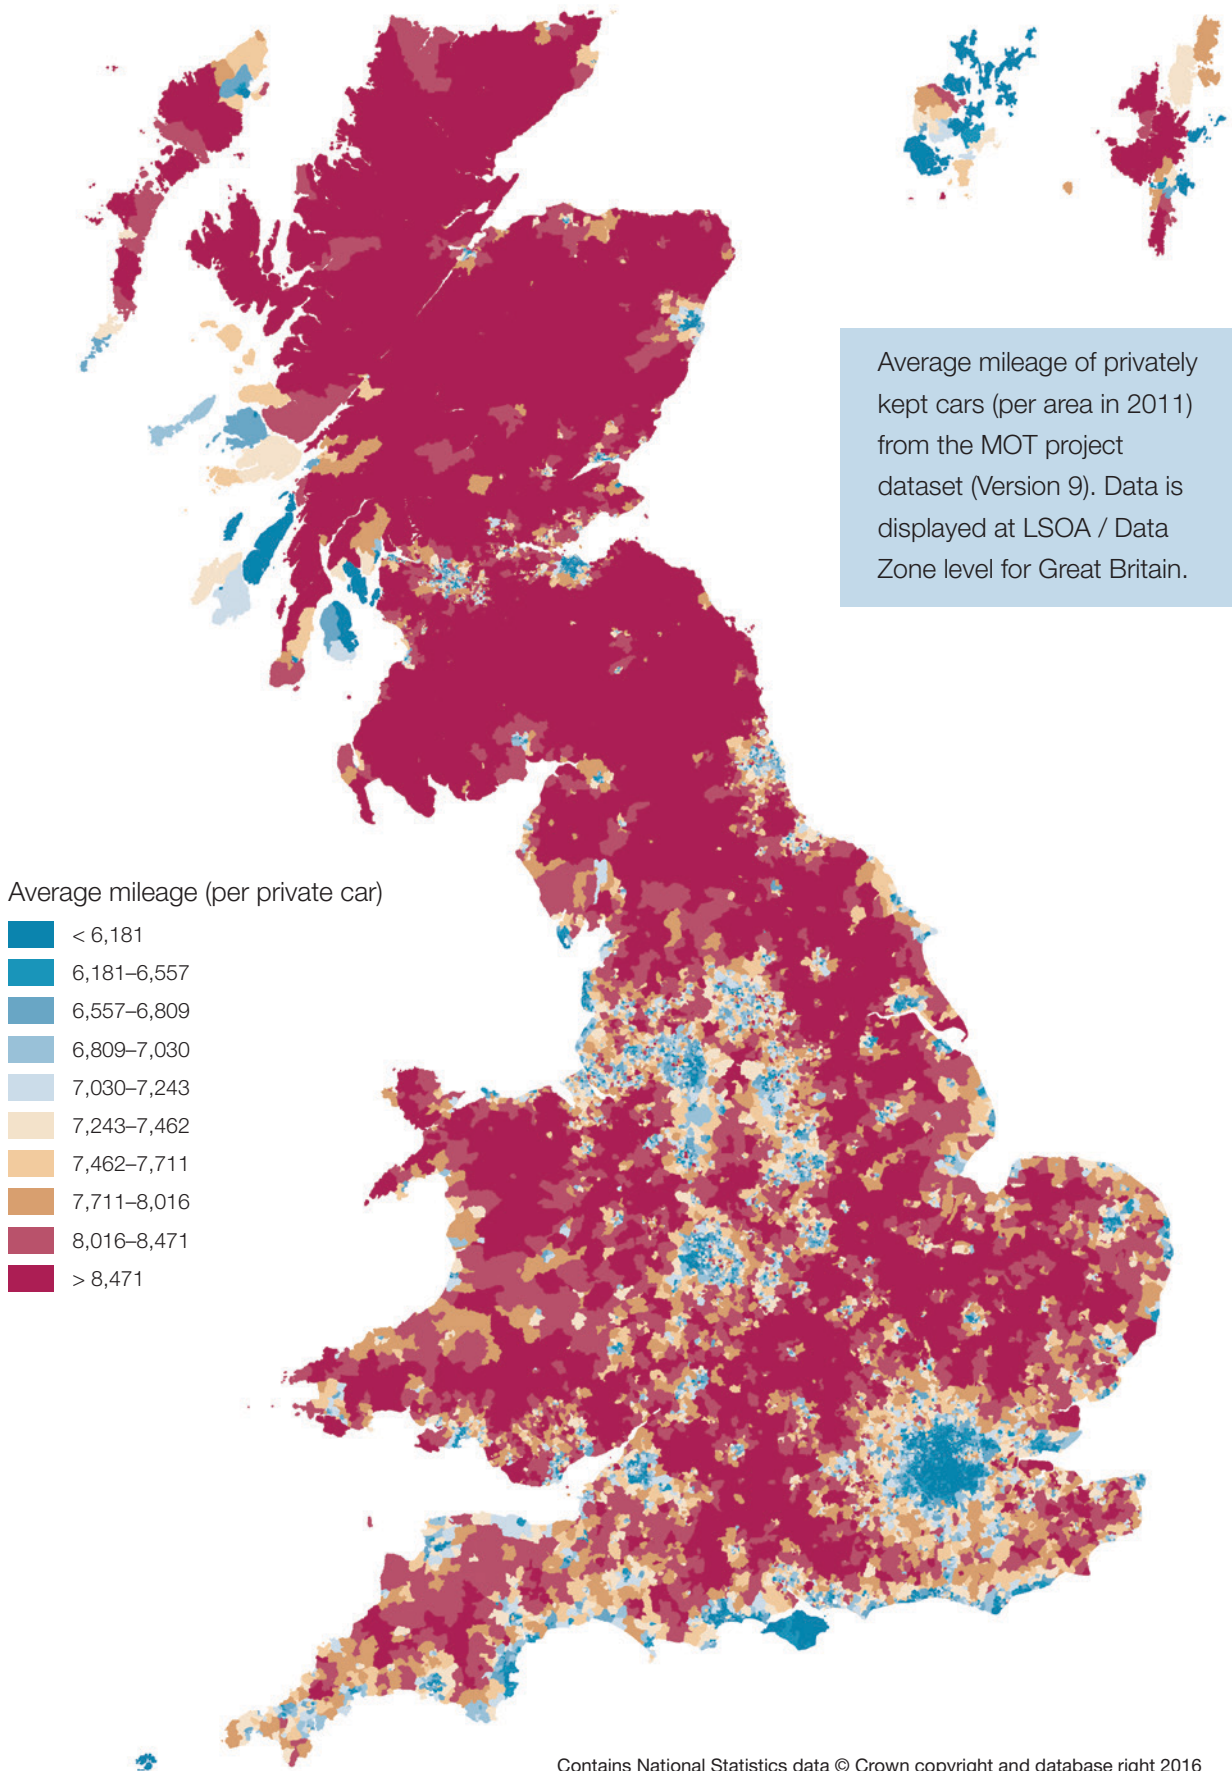 Average mileage of privately
kept cars (per area in 2011)
from the MOT project
dataset (Version 9). Data is
displayed at LSOA / Data
Zone level for Great Britain.
Average mileage (per private car)
< 6,181
6,181–6,557
6,557–6,809
6,809–7,030
7,030–7,243
7,243–7,462
7,462–7,711
7,711–8,016
8,016–8,471
> 8,471
Contains National Statistics data © Crown copyright and database right 2016